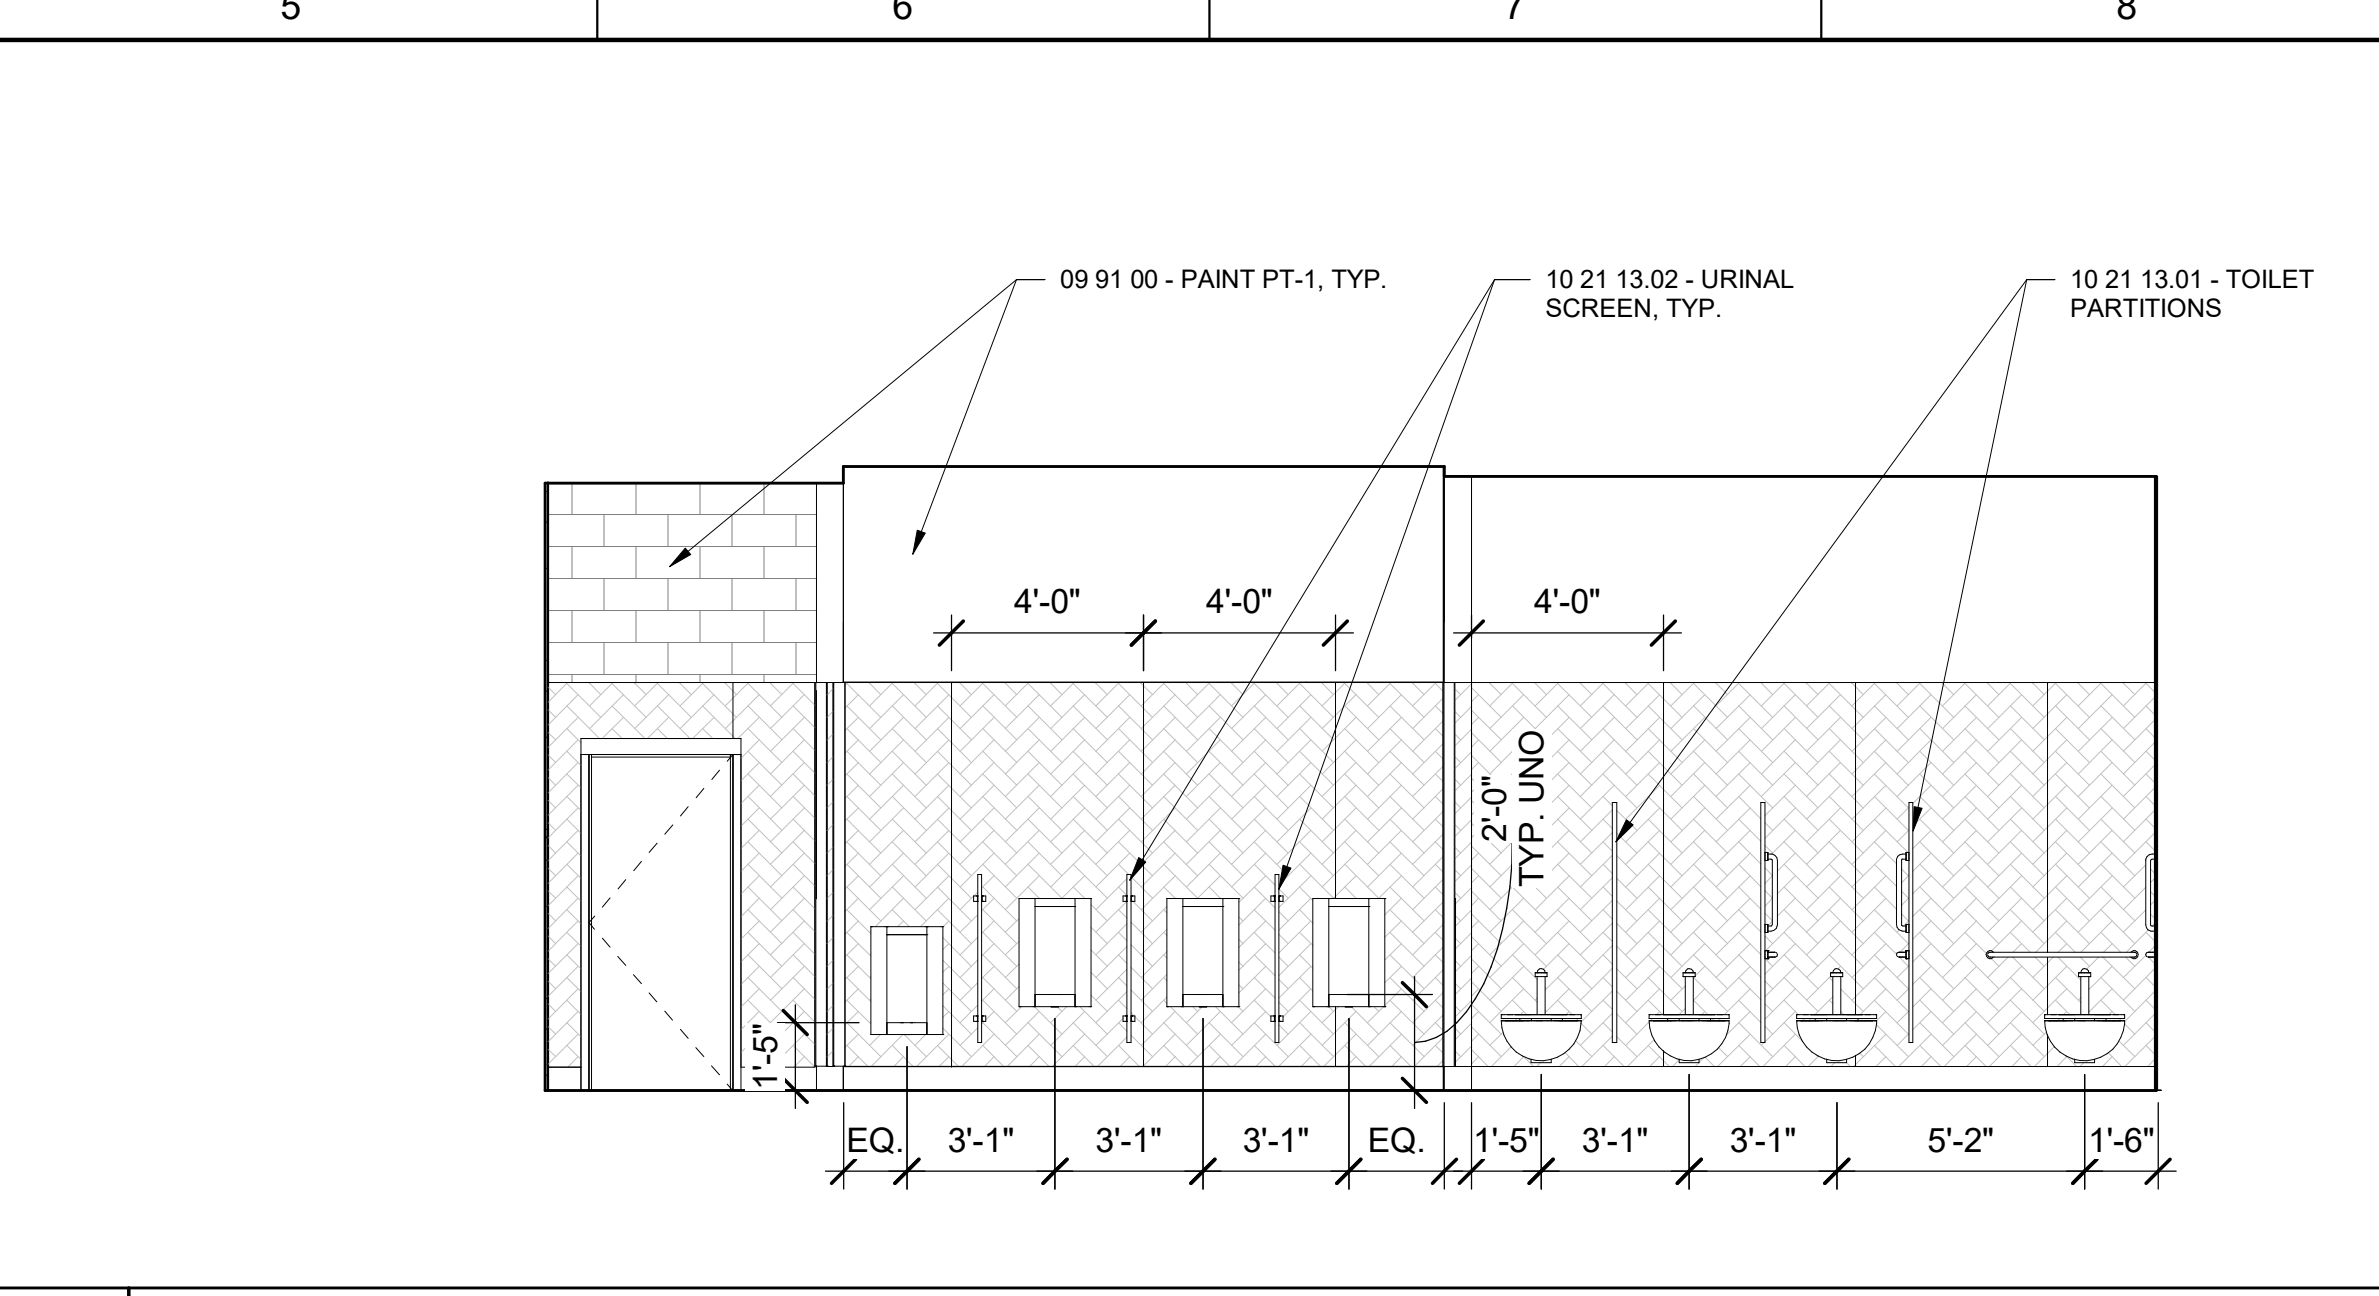 5
6
7
8
09 91 00 - PAINT PT-1, TYP.
10 21 13.02 - URINAL
SCREEN, TYP.
10 21 13.01 - TOILET
PARTITIONS
4'-0"
4'-0"
4'-0"
2'-0"
TYP. UNO
1'-5"
EQ.
3'-1"
3'-1"
3'-1"
EQ.
1'-5"
3'-1"
3'-1"
5'-2"
1'-6"